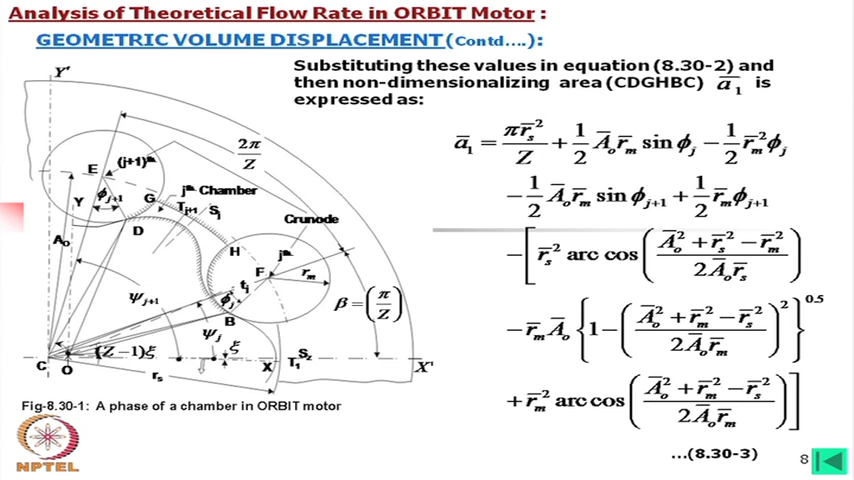 Analysis of Theoretical Flow Rate in ORBIT Motor :
GEOMETRIC VOLUME DISPLACEMENT(Contd....):
Substituting these values in equation (8.30-2) and
then non-dimensionalizing area (CDGHBC) a̅₁ is
expressed as:
a̅₁ = πr̅ₛ²/Z + 1/2 A̅ₒr̅ₘ sin ϕⱼ − 1/2 r̅ₘ²ϕⱼ
− 1/2 A̅ₒr̅ₘ sin ϕⱼ₊₁ + 1/2 r̅ₘϕⱼ₊₁
− [ r̅ₛ² arc cos ( (A̅ₒ² + r̅ₛ² − r̅ₘ²) / 2A̅ₒr̅ₛ )
− r̅ₘA̅ₒ { 1 − ( (A̅ₒ² + r̅ₘ² − r̅ₛ²) / 2A̅ₒr̅ₘ )² }^0.5
+ r̅ₘ² arc cos ( (A̅ₒ² + r̅ₘ² − r̅ₛ²) / 2A̅ₒr̅ₘ ) ]
...(8.30-3)
Y'
2π/Z
E
(j+1)th
jth Chamber
ϕⱼ₊₁
G
Tⱼ₊₁
Sⱼ
Y
Crunode
D
Aₒ
H
jth
F
rₘ
tⱼ
ϕⱼ
β = (π/Z)
ψⱼ₊₁
B
ψⱼ
ξ
(Z−1)ξ
S_z
C
O
X
T₁
X'
rₛ
Fig-8.30-1: A phase of a chamber in ORBIT motor
NPTEL
8